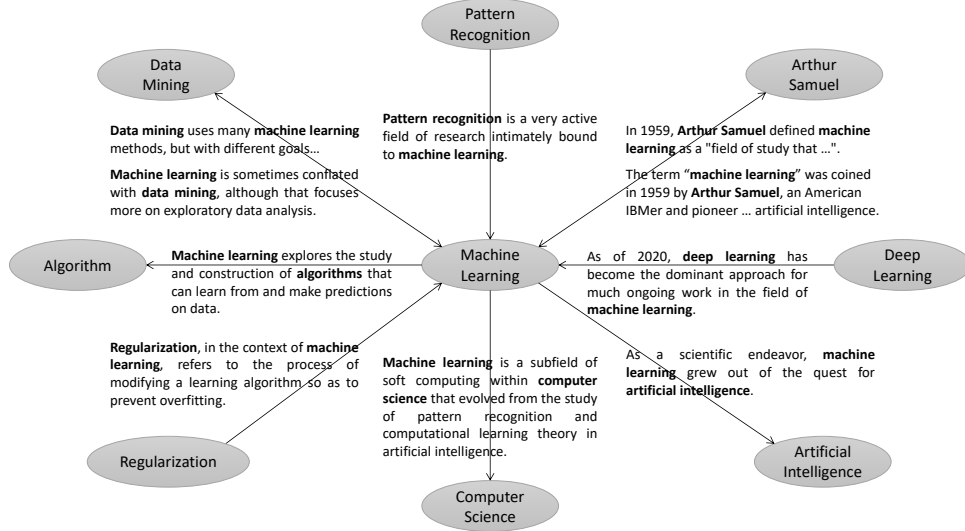 Pattern
Recognition
Data
Mining
Arthur
Samuel
Data mining uses many machine learning
methods, but with different goals…
Machine learning is sometimes conflated
with data mining, although that focuses
more on exploratory data analysis.
Pattern recognition is a very active
field of research intimately bound
to machine learning.
In 1959, Arthur Samuel defined machine
learning as a "field of study that …".
The term “machine learning” was coined
in 1959 by Arthur Samuel, an American
IBMer and pioneer … artificial intelligence.
Algorithm
Machine learning explores the study
and construction of algorithms that
can learn from and make predictions
on data.
Machine
Learning
As of 2020, deep learning has
become the dominant approach for
much ongoing work in the field of
machine learning.
Deep
Learning
Regularization, in the context of machine
learning, refers to the process of
modifying a learning algorithm so as to
prevent overfitting.
Machine learning is a subfield of
soft computing within computer
science that evolved from the study
of pattern recognition and
computational learning theory in
artificial intelligence.
As a scientific endeavor, machine
learning grew out of the quest for
artificial intelligence.
Regularization
Computer
Science
Artificial
Intelligence